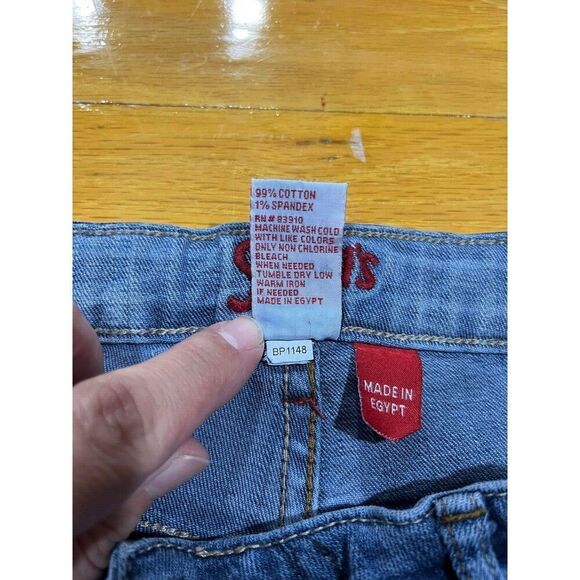 99% COTTON
1% SPANDEX
RN# 83910
MACHINE WASH COLD
WITH LIKE COLORS
ONLY NON CHLORINE
BLEACH
WHEN NEEDED
TUMBLE DRY LOW
WARM IRON
IF NEEDED
MADE IN EGYPT
BP1148
MADE IN
EGYPT